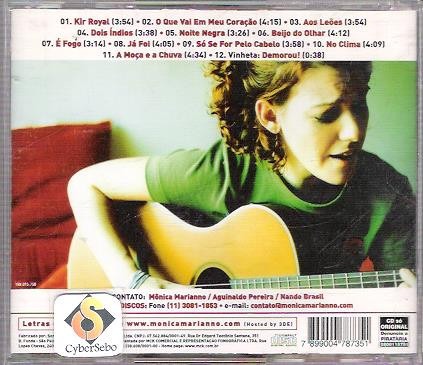 01. Kir Royal (3:54) • 02. O Que Vai Em Meu Coração (4:15) • 03. Aos Leões (3:54)
04. Dois Índios (3:38) • 05. Noite Negra (3:26) • 06. Beijo do Olhar (4:12)
07. É Fogo (3:14) • 08. Já Foi (4:05) • 09. Só Se For Pelo Cabelo (3:58) • 10. No Clima (4:09)
11. A Moça e a Chuva (4:34) • 12. Vinheta: Demorou! (0:38)
CONTATO: Mônica Marianno / Aguinaldo Pereira / Nando Brasil
DISCOS: Fone (11) 3081-1853 • e-mail: contato@monicamarianno.com
Letras
www.monicamarianno.com
CyberSebo
CD só
ORIGINAL
Denuncie a
PIRATARIA
7899004787351